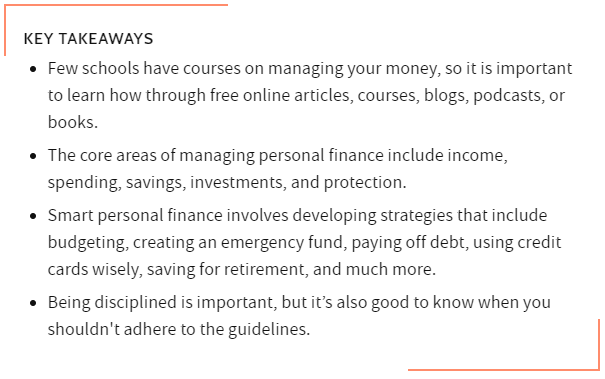 KEY TAKEAWAYS
Few schools have courses on managing your money, so it is important
to learn how through free online articles, courses, blogs, podcasts, or
books.
The core areas of managing personal finance include income,
spending, savings, investments, and protection.
Smart personal finance involves developing strategies that include
budgeting, creating an emergency fund, paying off debt, using credit
cards wisely, saving for retirement, and much more.
Being disciplined is important, but it’s also good to know when you
shouldn't adhere to the guidelines.